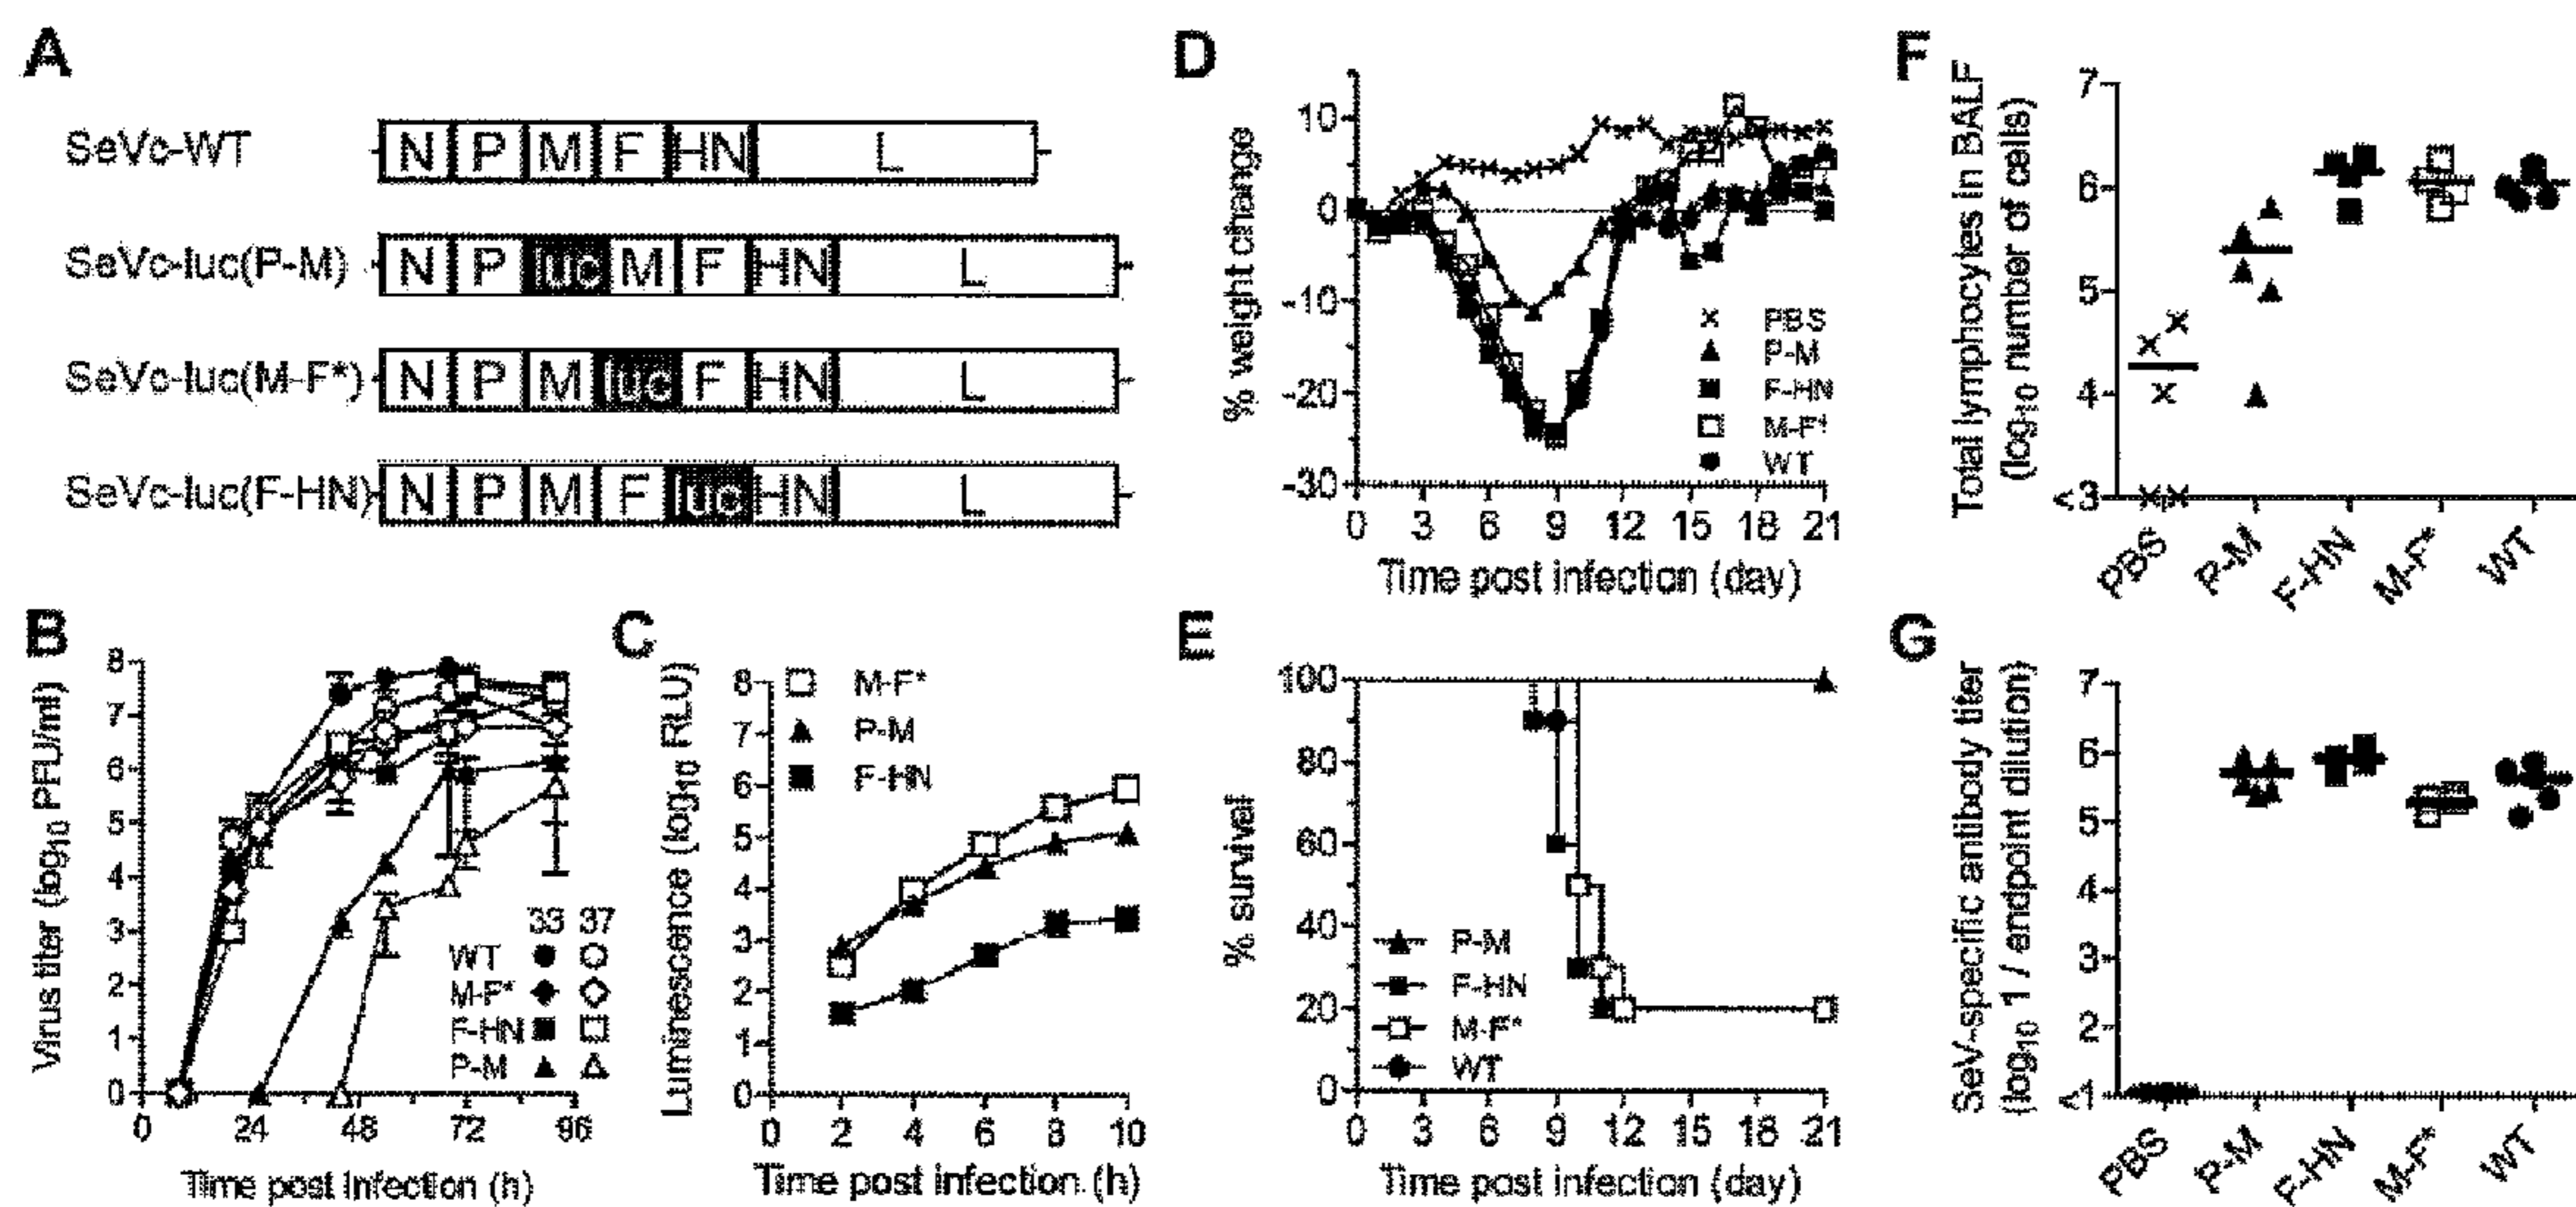 A
SeVc-WT
N P M F HN L
SeVc-luc(P-M)
N P luc M F HN L
SeVc-luc(M-F*)
N P M luc F HN L
SeVc-luc(F-HN)
N P M F luc HN L
B
Virus titer (log10 PFU/ml)
8
7
6
5
4
3
2
1
0
33 37
WT
M-F*
F-HN
P-M
0 24 48 72 96
Time post infection (h)
C
Luminescence (log10 RLU)
8
7
6
5
4
3
2
1
0
M-F*
P-M
F-HN
0 2 4 6 8 10
Time post infection (h)
D
% weight change
10
0
-10
-20
-30
PBS
P-M
F-HN
M-F*
WT
0 3 6 9 12 15 18 21
Time post infection (day)
E
% survival
100
80
60
40
20
0
P-M
F-HN
M-F*
WT
0 3 6 9 12 15 18 21
Time post infection (day)
F
Total lymphocytes in BALF
(log10 number of cells)
7
6
5
4
<3
PBS P-M F-HN M-F* WT
G
SeV-specific antibody titer
(log10 1 / endpoint dilution)
7
6
5
4
3
2
<1
PBS P-M F-HN M-F* WT